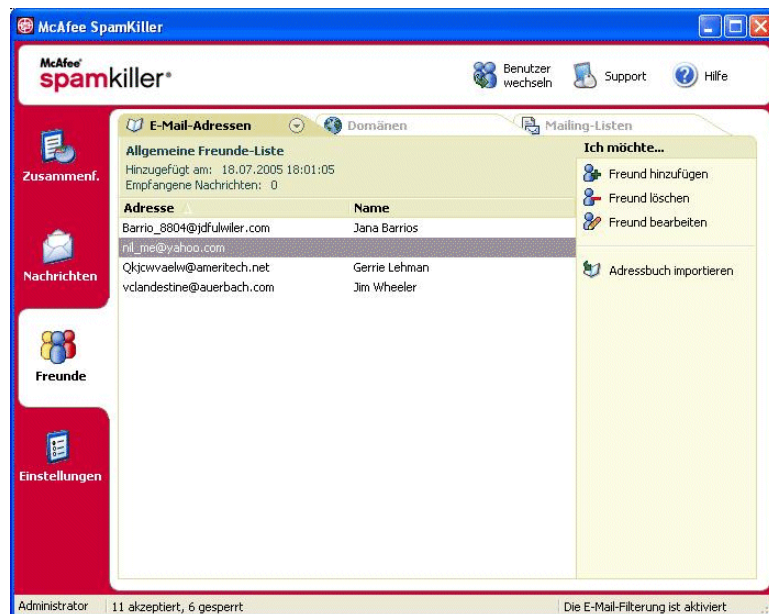 McAfee SpamKiller
McAfee®
spamkiller®
Benutzer wechseln
Support
Hilfe
Zusammenf.
Nachrichten
Freunde
Einstellungen
E-Mail-Adressen
Domänen
Mailing-Listen
Allgemeine Freunde-Liste
Hinzugefügt am: 18.07.2005 18:01:05
Empfangene Nachrichten: 0
Adresse Name
Barrio_8804@jdfulwiler.com Jana Barrios
nil_me@yahoo.com
Qkjcwvaelw@ameritech.net Gerrie Lehman
vclandestine@auerbach.com Jim Wheeler
Ich möchte...
Freund hinzufügen
Freund löschen
Freund bearbeiten
Adressbuch importieren
Administrator
11 akzeptiert, 6 gesperrt
Die E-Mail-Filterung ist aktiviert